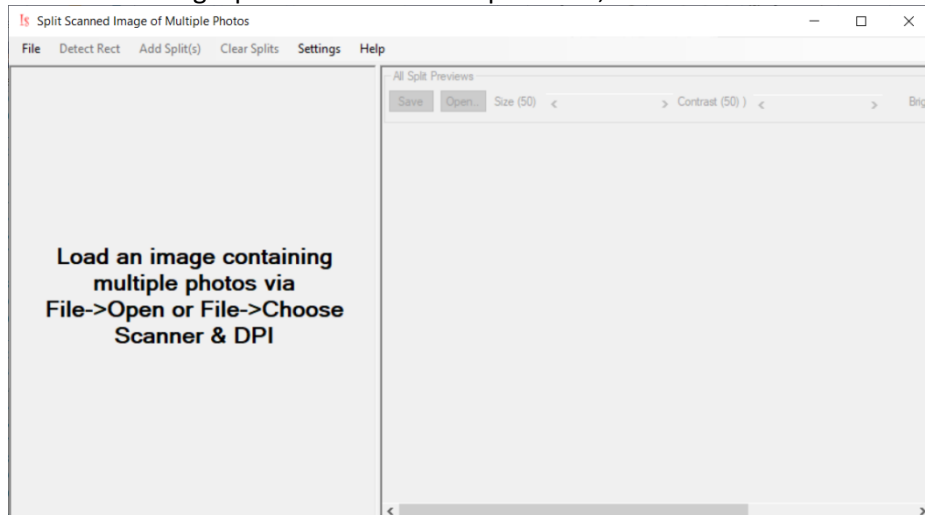 Split Scanned Image of Multiple Photos
File Detect Rect Add Split(s) Clear Splits Settings Help
All Split Previews
Save Open... Size (50) < > Contrast (50) ) < > Brig
Load an image containing
multiple photos via
File->Open or File->Choose
Scanner & DPI